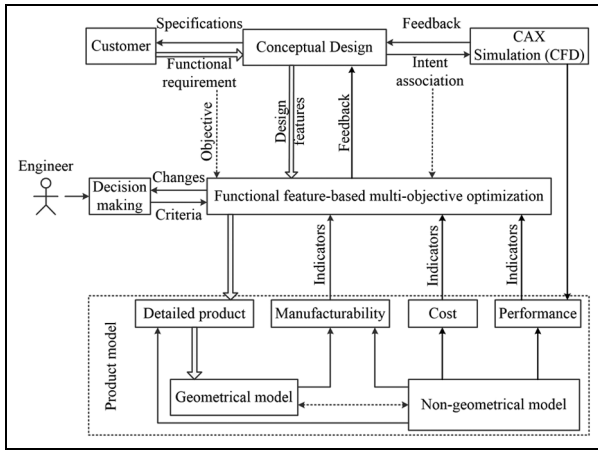 Specifications
Feedback
Customer
Conceptual Design
CAX
Simulation (CFD)
Functional
requirement
Intent
association
Objective
Design
features
Feedback
Engineer
Decision
making
Changes
Criteria
Functional feature-based multi-objective optimization
Indicators
Indicators
Indicators
Product model
Detailed product
Manufacturability
Cost
Performance
Geometrical model
Non-geometrical model